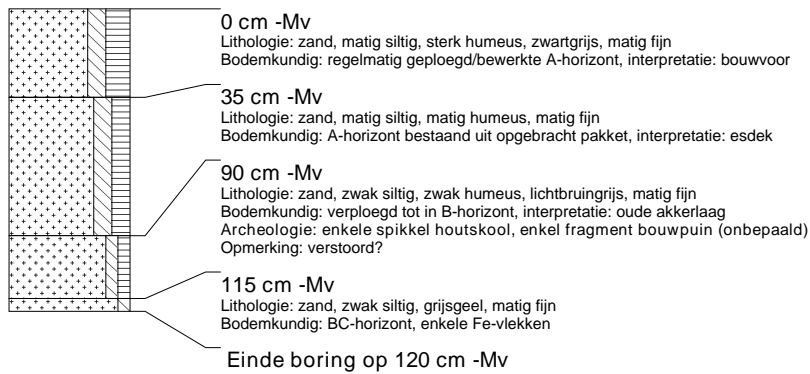 0 cm -Mv
Lithologie: zand, matig siltig, sterk humeus, zwartgrijs, matig fijn
Bodemkundig: regelmatig geploegd/bewerkte A-horizont, interpretatie: bouwvoor
35 cm -Mv
Lithologie: zand, matig siltig, matig humeus, matig fijn
Bodemkundig: A-horizont bestaand uit opgebracht pakket, interpretatie: esdek
90 cm -Mv
Lithologie: zand, zwak siltig, zwak humeus, lichtbruingrijs, matig fijn
Bodemkundig: verploegd tot in B-horizont, interpretatie: oude akkerlaag
Archeologie: enkele spikkel houtskool, enkel fragment bouwpuin (onbepaald)
Opmerking: verstoord?
115 cm -Mv
Lithologie: zand, zwak siltig, grijsgeel, matig fijn
Bodemkundig: BC-horizont, enkele Fe-vlekken
Einde boring op 120 cm -Mv